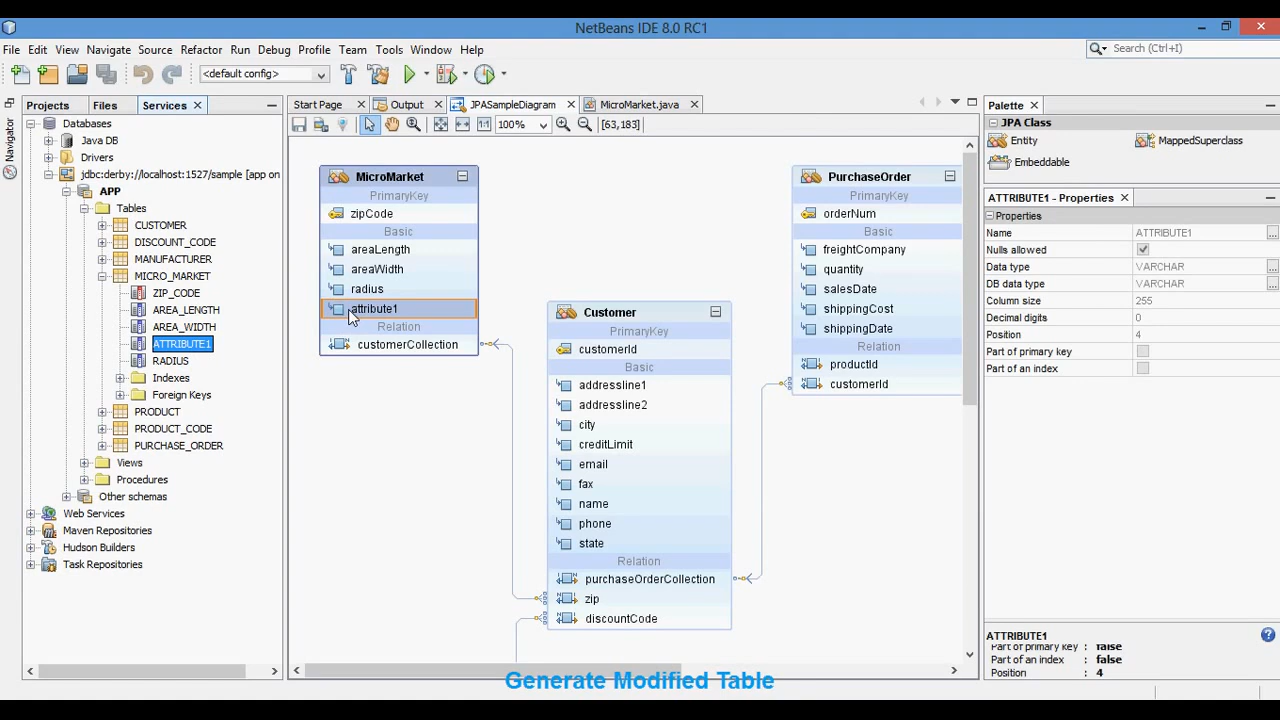 NetBeans IDE 8.0 RC1
File Edit View Navigate Source Refactor Run Debug Profile Team Tools Window Help
Search (Ctrl+I)
<default config>
Projects Files Services
Start Page Output JPASampleDiagram MicroMarket.java
Palette
Navigator
100% [63,183]
Databases
Java DB
Drivers
jdbc:derby://localhost:1527/sample [app on
APP
Tables
CUSTOMER
DISCOUNT_CODE
MANUFACTURER
MICRO_MARKET
ZIP_CODE
AREA_LENGTH
AREA_WIDTH
ATTRIBUTE1
RADIUS
Indexes
Foreign Keys
PRODUCT
PRODUCT_CODE
PURCHASE_ORDER
Views
Procedures
Other schemas
Web Services
Maven Repositories
Hudson Builders
Task Repositories
MicroMarket
PrimaryKey
zipCode
Basic
areaLength
areaWidth
radius
attribute1
Relation
customerCollection
Customer
PrimaryKey
customerId
Basic
addressline1
addressline2
city
creditLimit
email
fax
name
phone
state
Relation
purchaseOrderCollection
zip
discountCode
PurchaseOrder
PrimaryKey
orderNum
Basic
freightCompany
quantity
salesDate
shippingCost
shippingDate
Relation
productId
customerId
JPA Class
Entity MappedSuperclass
Embeddable
ATTRIBUTE1 - Properties
Properties
Name ATTRIBUTE1 ...
Nulls allowed
Data type VARCHAR ...
DB data type VARCHAR ...
Column size 255
Decimal digits 0
Position 4
Part of primary key
Part of an index
ATTRIBUTE1
Part of primary key : false
Part of an index : false
Position : 4
Generate Modified Table